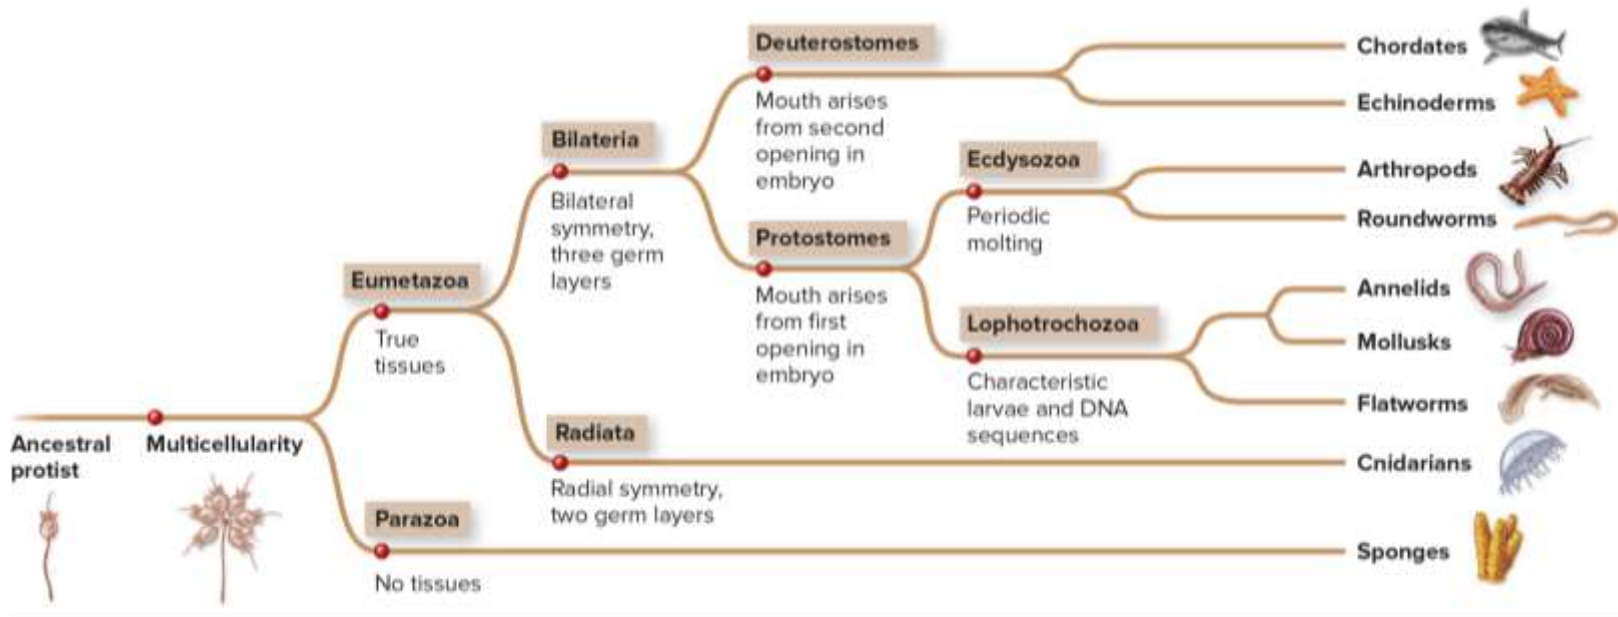 Deuterostomes
Mouth arises
from second
opening in
embryo
Chordates
Echinoderms
Bilateria
Bilateral
symmetry,
three germ
layers
Ecdysozoa
Periodic
molting
Arthropods
Roundworms
Protostomes
Mouth arises
from first
opening in
embryo
Eumetazoa
True
tissues
Lophotrochozoa
Characteristic
larvae and DNA
sequences
Annelids
Mollusks
Flatworms
Ancestral
protist
Multicellularity
Radiata
Radial symmetry,
two germ layers
Cnidarians
Parazoa
No tissues
Sponges